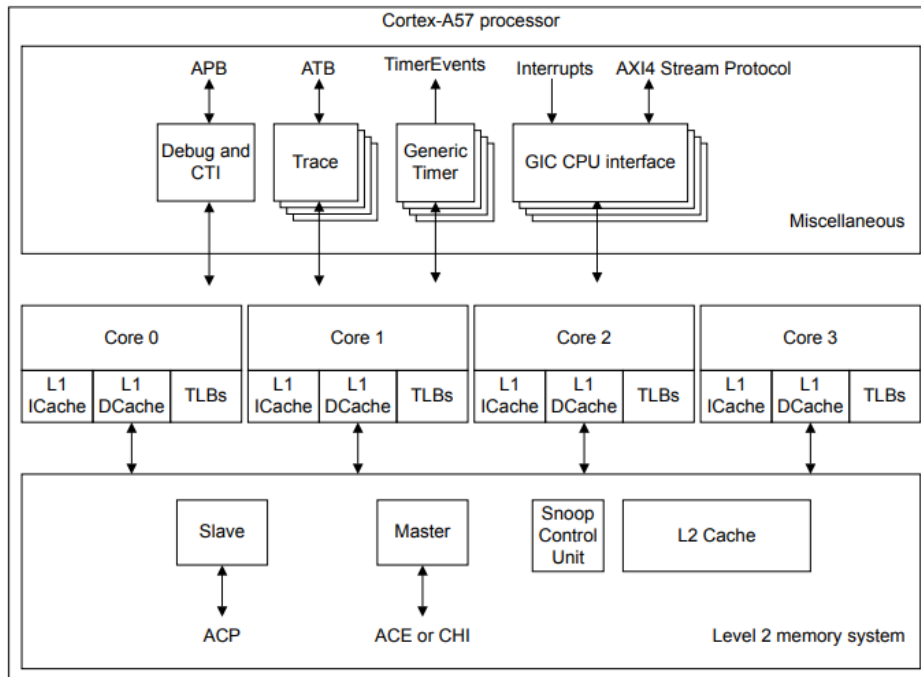 Cortex-A57 processor
APB
ATB
TimerEvents
Interrupts
AXI4 Stream Protocol
Debug and
CTI
Trace
Generic
Timer
GIC CPU interface
Miscellaneous
Core 0
Core 1
Core 2
Core 3
L1
ICache
L1
DCache
TLBs
L1
ICache
L1
DCache
TLBs
L1
ICache
L1
DCache
TLBs
L1
ICache
L1
DCache
TLBs
Slave
Master
Snoop
Control
Unit
L2 Cache
ACP
ACE or CHI
Level 2 memory system